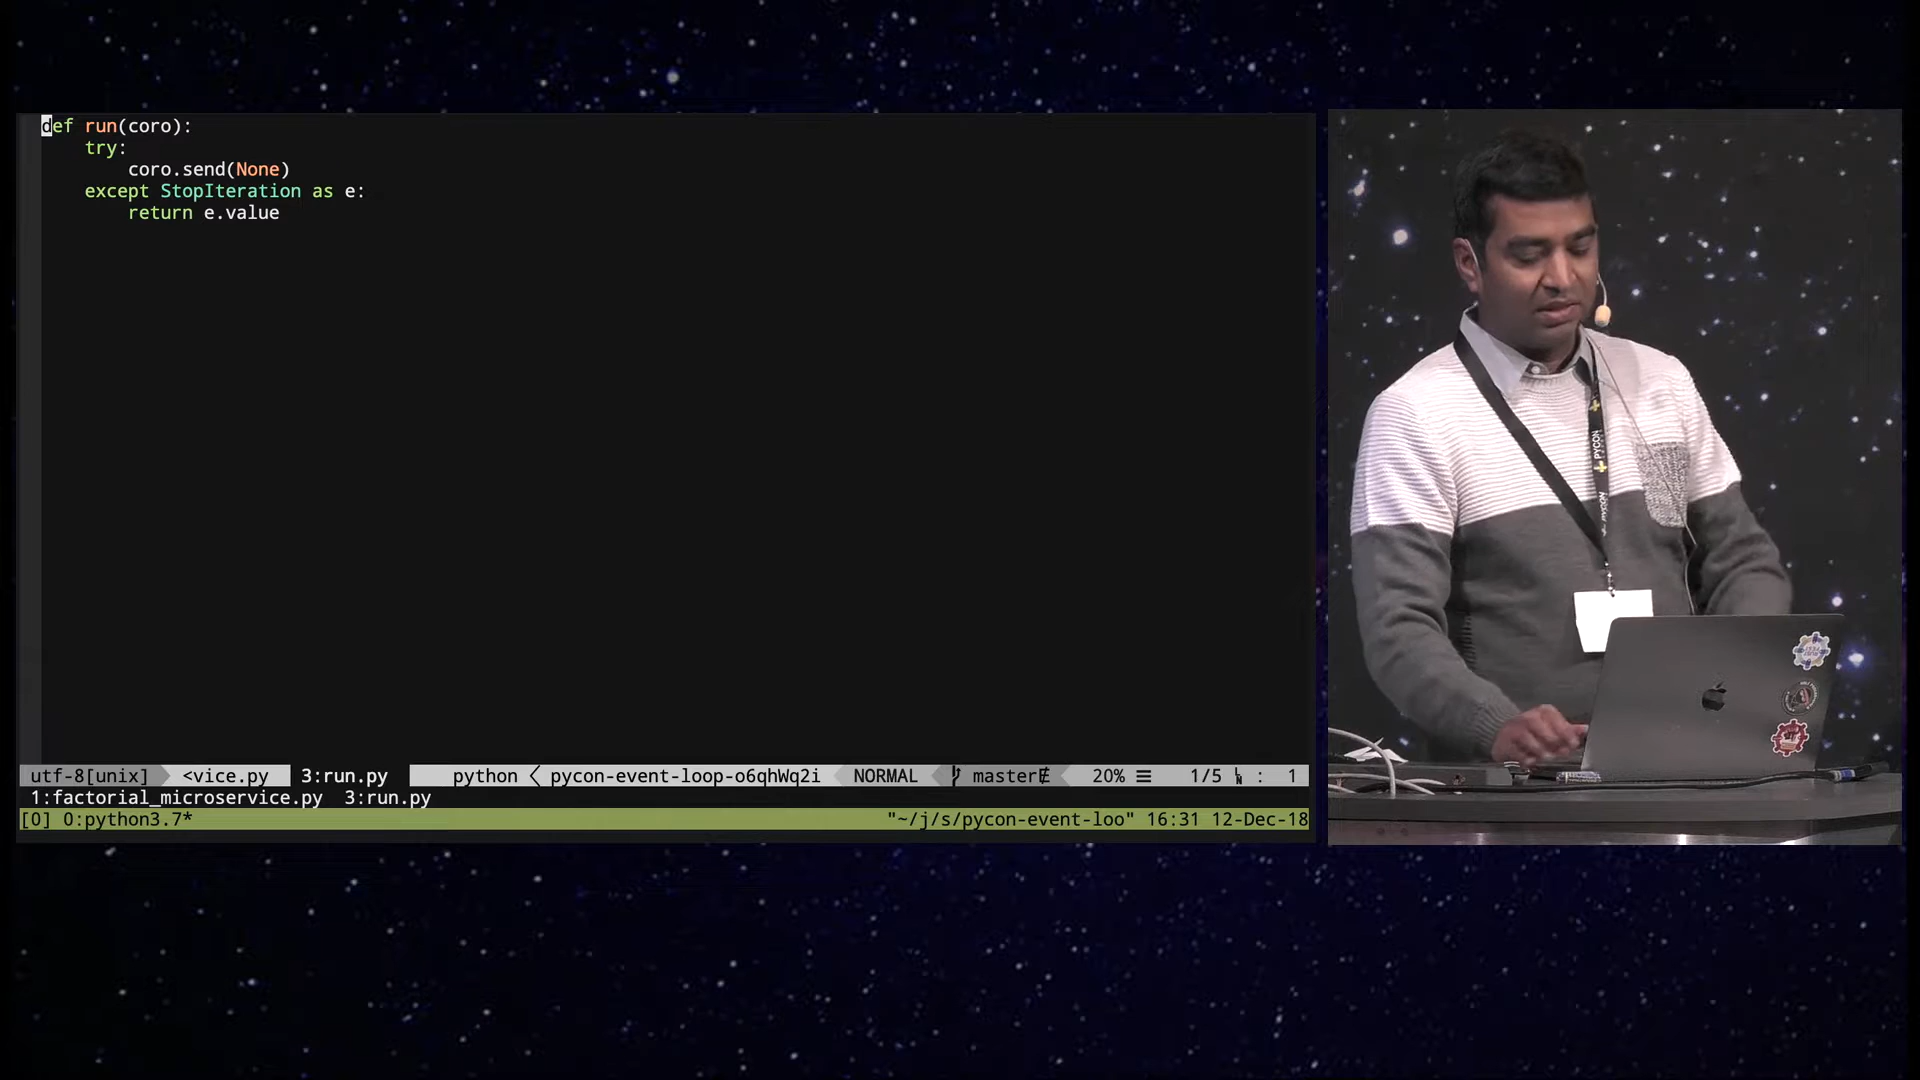 def run(coro):
    try:
        coro.send(None)
    except StopIteration as e:
        return e.value
utf-8[unix] <vice.py 3:run.py python < pycon-event-loop-o6qhWq2i NORMAL master 20% ☰ 1/5 : 1
1:factorial_microservice.py 3:run.py
[0] 0:python3.7* "~/j/s/pycon-event-loo" 16:31 12-Dec-18
PYCON
PYCON